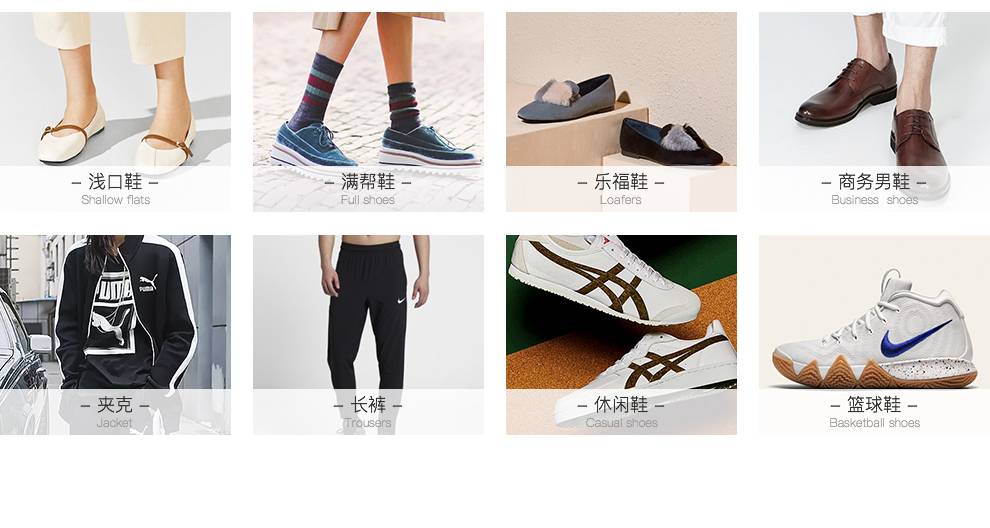 – 浅口鞋 –
Shallow flats
– 满帮鞋 –
Full shoes
– 乐福鞋 –
Loafers
– 商务男鞋 –
Business shoes
PUMA
PUMA
– 夹克 –
Jacket
– 长裤 –
Trousers
– 休闲鞋 –
Casual shoes
– 篮球鞋 –
Basketball shoes